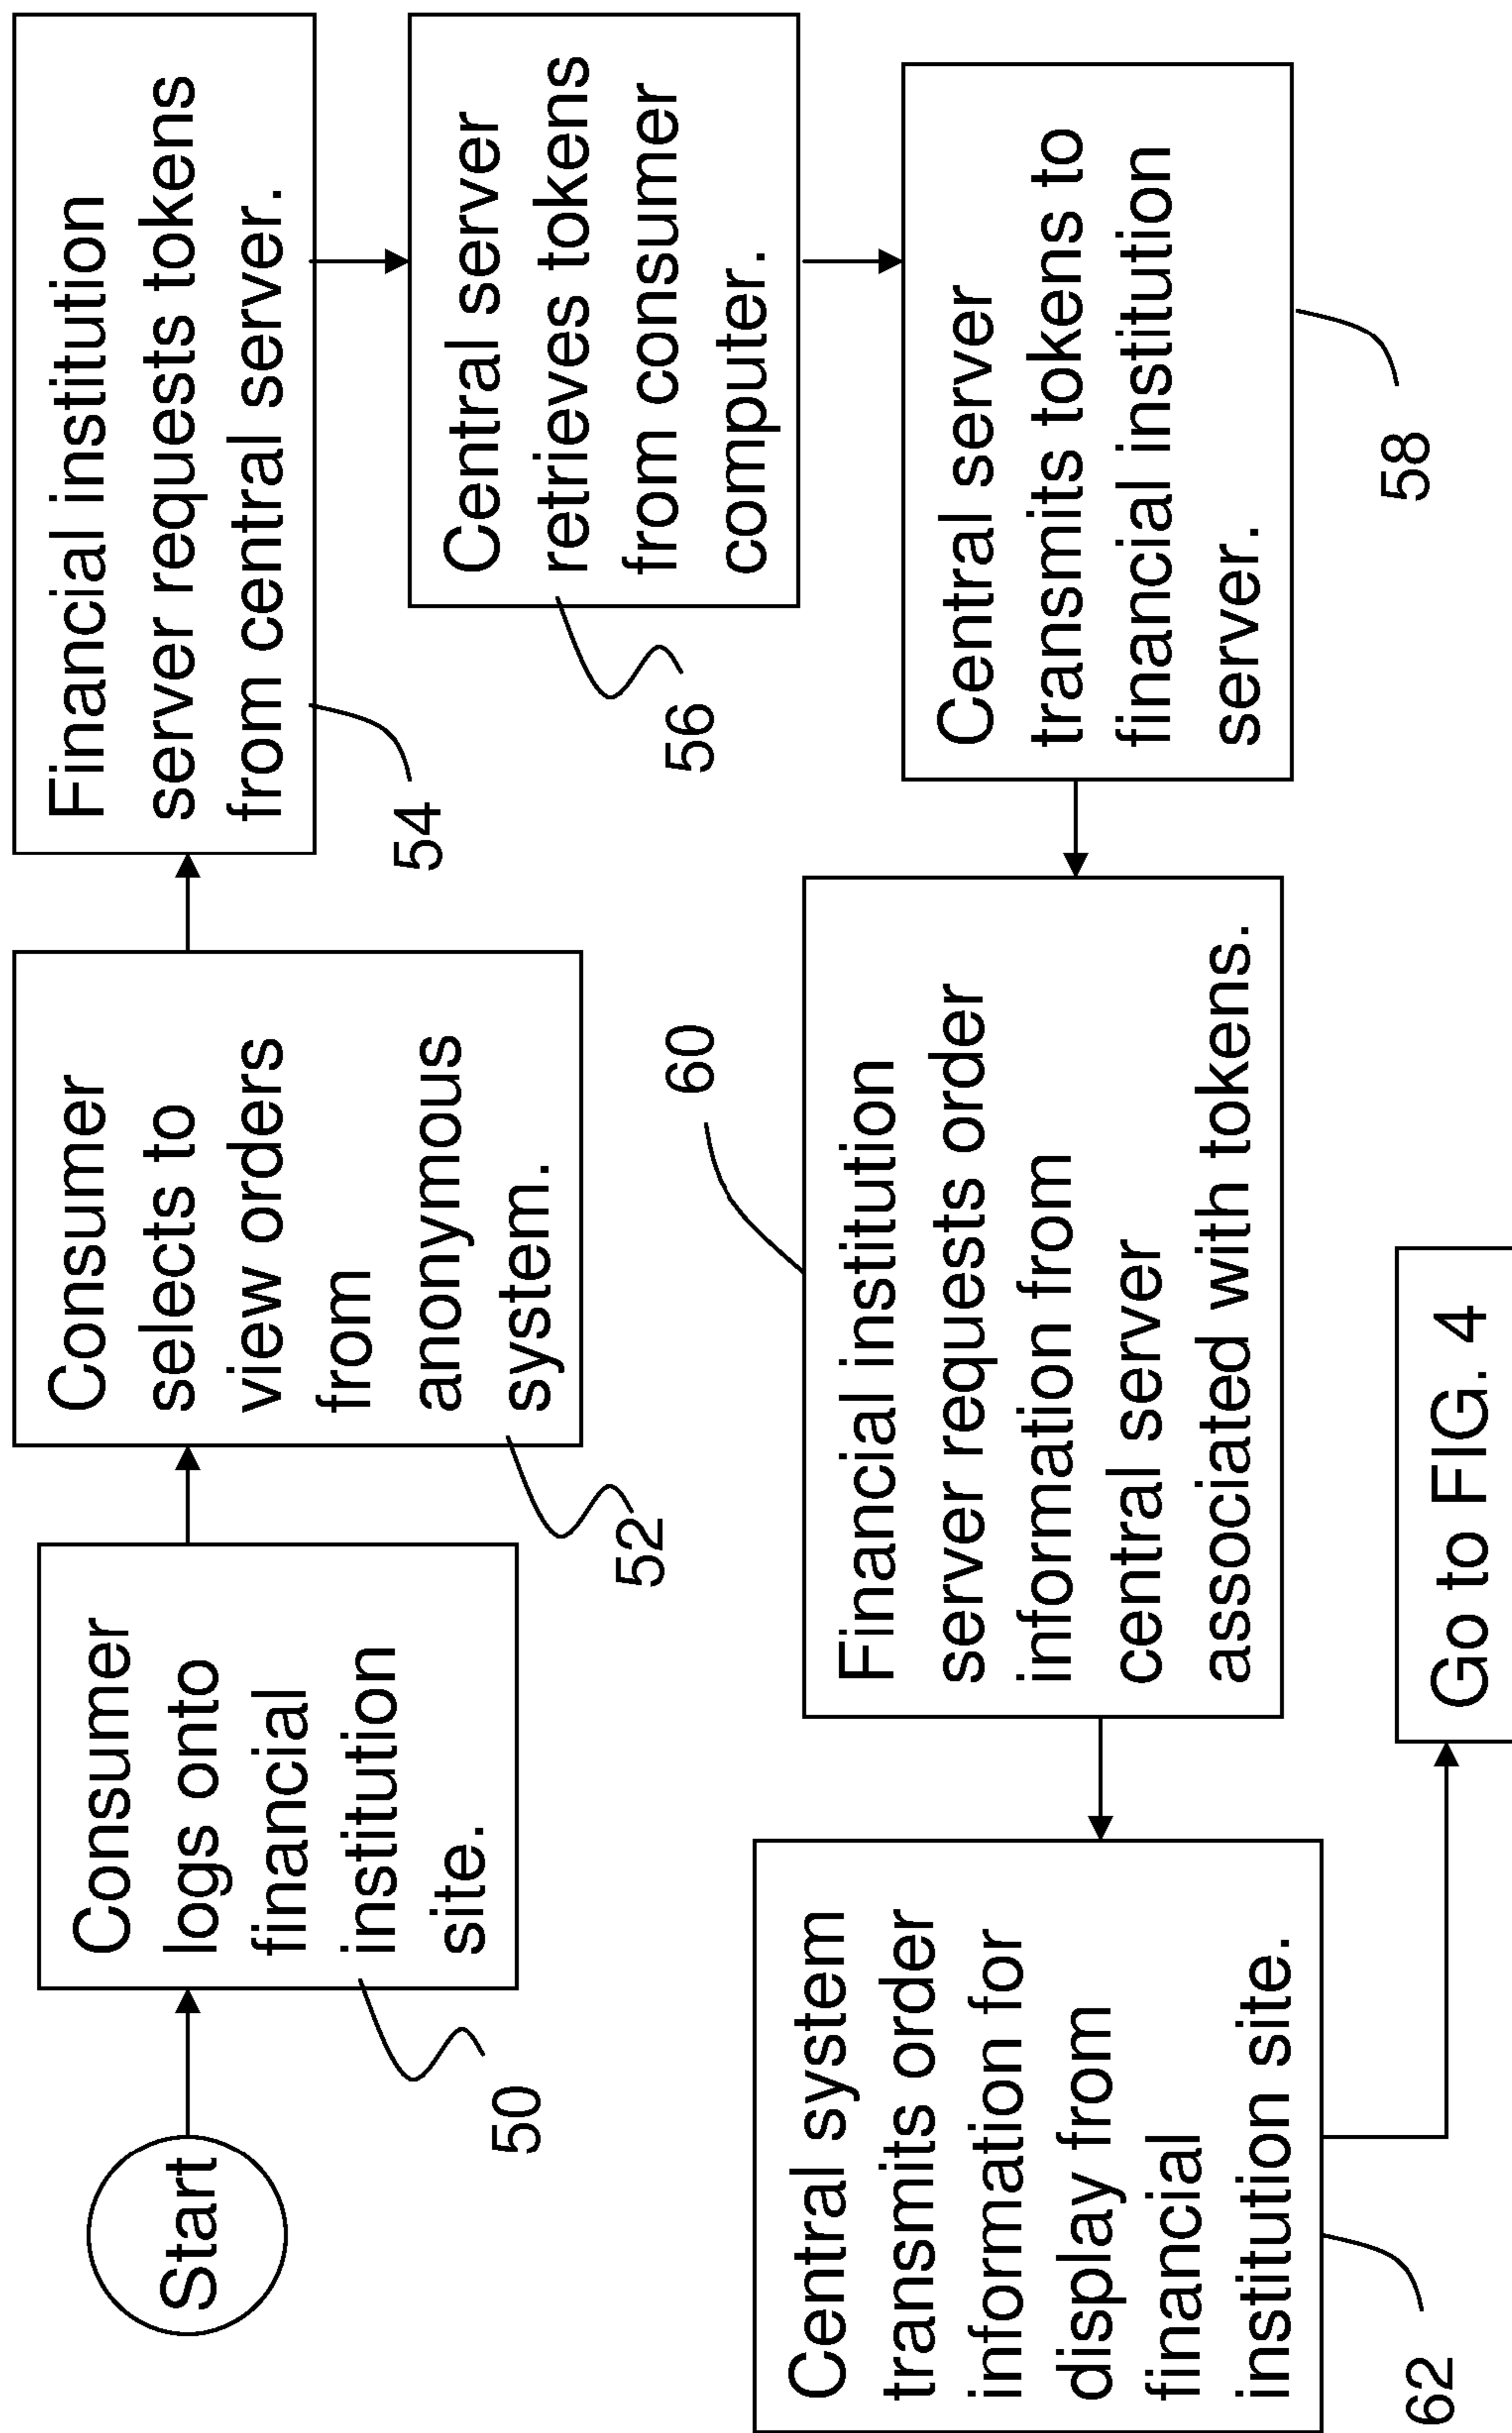 Start
Consumer
logs onto
financial
institution
site.
50
Consumer
selects to
view orders
from
anonymous
system.
52
Financial institution
server requests tokens
from central server.
54
Central server
retrieves tokens
from consumer
computer.
56
Central server
transmits tokens to
financial institution
server.
58
Financial institution
server requests order
information from
central server
associated with tokens.
60
Central system
transmits order
information for
display from
financial
institution site.
62
Go to FIG. 4